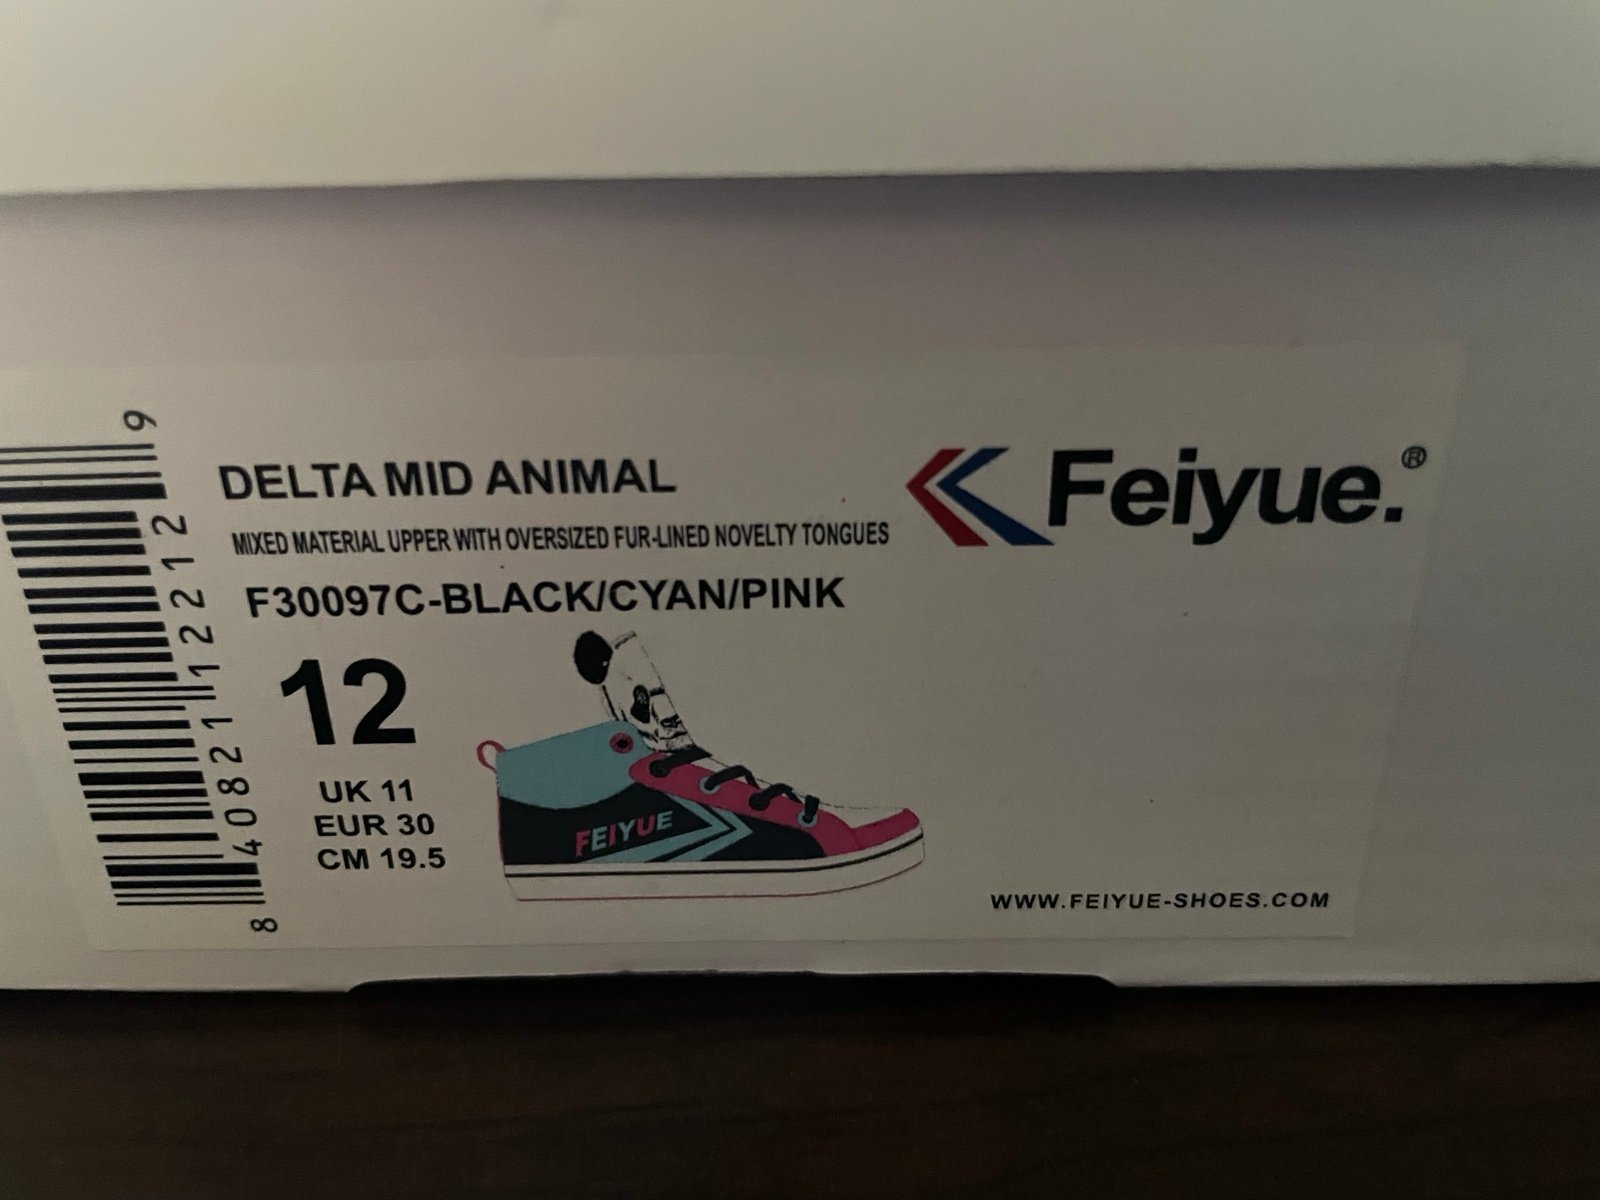 DELTA MID ANIMAL
MIXED MATERIAL UPPER WITH OVERSIZED FUR-LINED NOVELTY TONGUES
F30097C-BLACK/CYAN/PINK
12
UK 11
EUR 30
CM 19.5
FEIYUE
Feiyue.®
WWW.FEIYUE-SHOES.COM
8 40821 12212 9